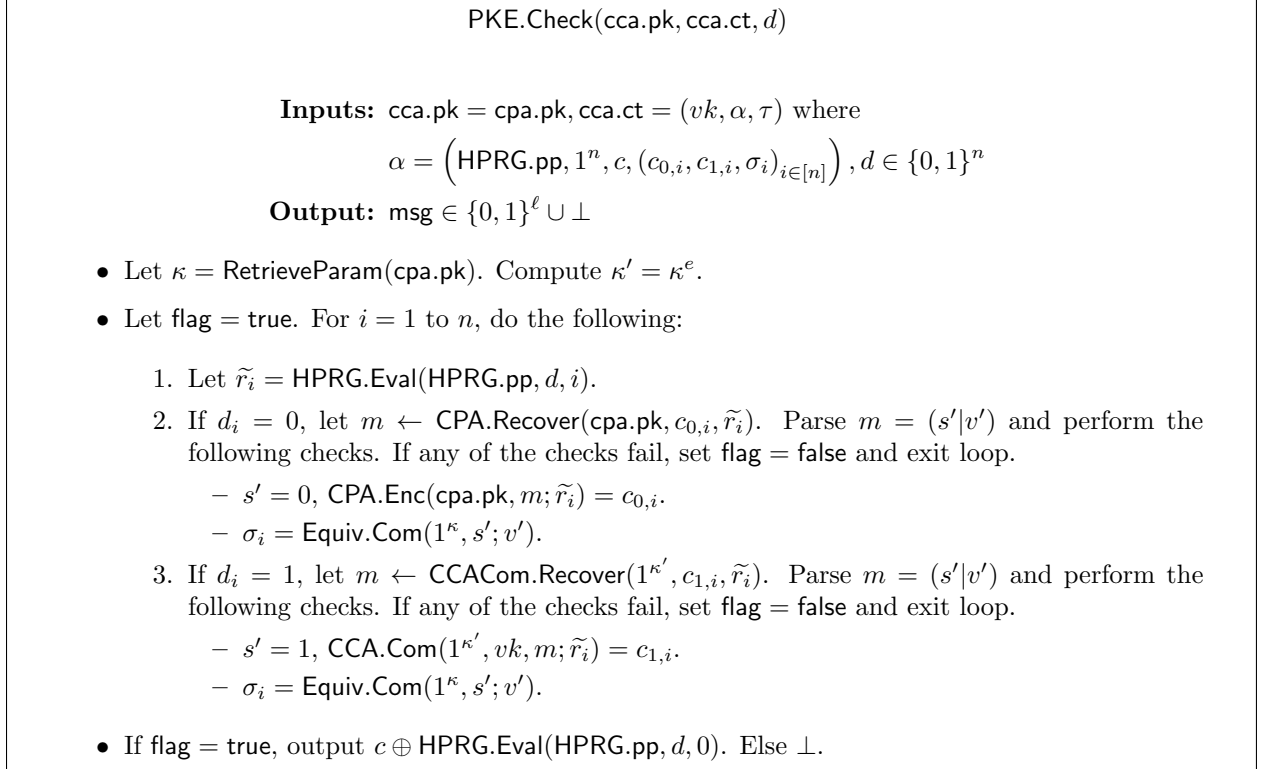 PKE.Check(cca.pk, cca.ct, d)
Inputs: cca.pk = cpa.pk, cca.ct = (vk, α, τ) where
α = (HPRG.pp, 1^n, c, (c_{0,i}, c_{1,i}, σ_i)_{i∈[n]}), d ∈ {0, 1}^n
Output: msg ∈ {0, 1}^ℓ ∪ ⊥
• Let κ = RetrieveParam(cpa.pk). Compute κ′ = κ^e.
• Let flag = true. For i = 1 to n, do the following:
1. Let r̃_i = HPRG.Eval(HPRG.pp, d, i).
2. If d_i = 0, let m ← CPA.Recover(cpa.pk, c_{0,i}, r̃_i). Parse m = (s′|v′) and perform the
following checks. If any of the checks fail, set flag = false and exit loop.
– s′ = 0, CPA.Enc(cpa.pk, m; r̃_i) = c_{0,i}.
– σ_i = Equiv.Com(1^κ, s′; v′).
3. If d_i = 1, let m ← CCACom.Recover(1^{κ′}, c_{1,i}, r̃_i). Parse m = (s′|v′) and perform the
following checks. If any of the checks fail, set flag = false and exit loop.
– s′ = 1, CCA.Com(1^{κ′}, vk, m; r̃_i) = c_{1,i}.
– σ_i = Equiv.Com(1^κ, s′; v′).
• If flag = true, output c ⊕ HPRG.Eval(HPRG.pp, d, 0). Else ⊥.